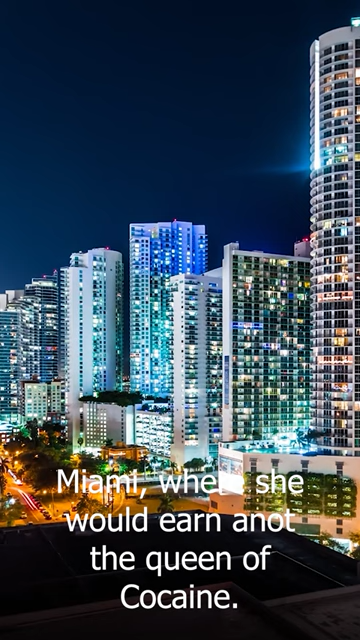 Miami, where she
would earn anot
the queen of
Cocaine.